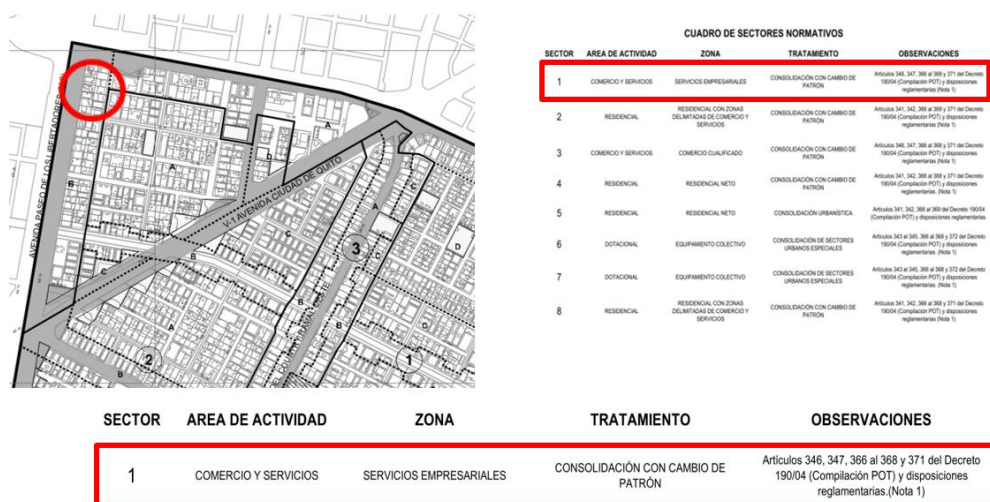 AVENIDA PASEO DE LOS LIBERTADORES
V-1 AVENIDA CIUDAD DE QUITO
A
D
B
A
C
3
A
C
D
B
C
A
B
2
B
1
CUADRO DE SECTORES NORMATIVOS
SECTOR AREA DE ACTIVIDAD ZONA TRATAMIENTO OBSERVACIONES
1 COMERCIO Y SERVICIOS SERVICIOS EMPRESARIALES CONSOLIDACIÓN CON CAMBIO DE PATRÓN Artículos 346, 347, 366 al 368 y 371 del Decreto 190/04 (Compilación POT) y disposiciones reglamentarias (Nota 1)
2 RESIDENCIAL RESIDENCIAL CON ZONAS DELIMITADAS DE COMERCIO Y SERVICIOS CONSOLIDACIÓN CON CAMBIO DE PATRÓN Artículos 341, 342, 366 al 368 y 371 del Decreto 190/04 (Compilación POT) y disposiciones reglamentarias (Nota 1)
3 COMERCIO Y SERVICIOS COMERCIO CUALIFICADO CONSOLIDACIÓN CON CAMBIO DE PATRÓN Artículos 346, 347, 366 al 368 y 371 del Decreto 190/04 (Compilación POT) y disposiciones reglamentarias (Nota 1)
4 RESIDENCIAL RESIDENCIAL NETO CONSOLIDACIÓN CON CAMBIO DE PATRÓN Artículos 341, 342, 366 al 368 y 371 del Decreto 190/04 (Compilación POT) y disposiciones reglamentarias. (Nota 1)
5 RESIDENCIAL RESIDENCIAL NETO CONSOLIDACIÓN URBANÍSTICA Artículos 341, 342, 366 al 369 del Decreto 190/04 (Compilación POT) y disposiciones reglamentarias.
6 DOTACIONAL EQUIPAMIENTO COLECTIVO CONSOLIDACIÓN DE SECTORES URBANOS ESPECIALES Artículos 343 al 345, 366 al 368 y 372 del Decreto 190/04 (Compilación POT) y disposiciones reglamentarias. (Nota 1)
7 DOTACIONAL EQUIPAMIENTO COLECTIVO CONSOLIDACIÓN DE SECTORES URBANOS ESPECIALES Artículos 343 al 345, 366 al 368 y 372 del Decreto 190/04 (Compilación POT) y disposiciones reglamentarias. (Nota 1)
8 RESIDENCIAL RESIDENCIAL CON ZONAS DELIMITADAS DE COMERCIO Y SERVICIOS CONSOLIDACIÓN CON CAMBIO DE PATRÓN Artículos 341, 342, 366 al 368 y 371 del Decreto 190/04 (Compilación POT) y disposiciones reglamentarias (Nota 1)
SECTOR AREA DE ACTIVIDAD ZONA TRATAMIENTO OBSERVACIONES
1 COMERCIO Y SERVICIOS SERVICIOS EMPRESARIALES CONSOLIDACIÓN CON CAMBIO DE PATRÓN Artículos 346, 347, 366 al 368 y 371 del Decreto 190/04 (Compilación POT) y disposiciones reglamentarias.(Nota 1)